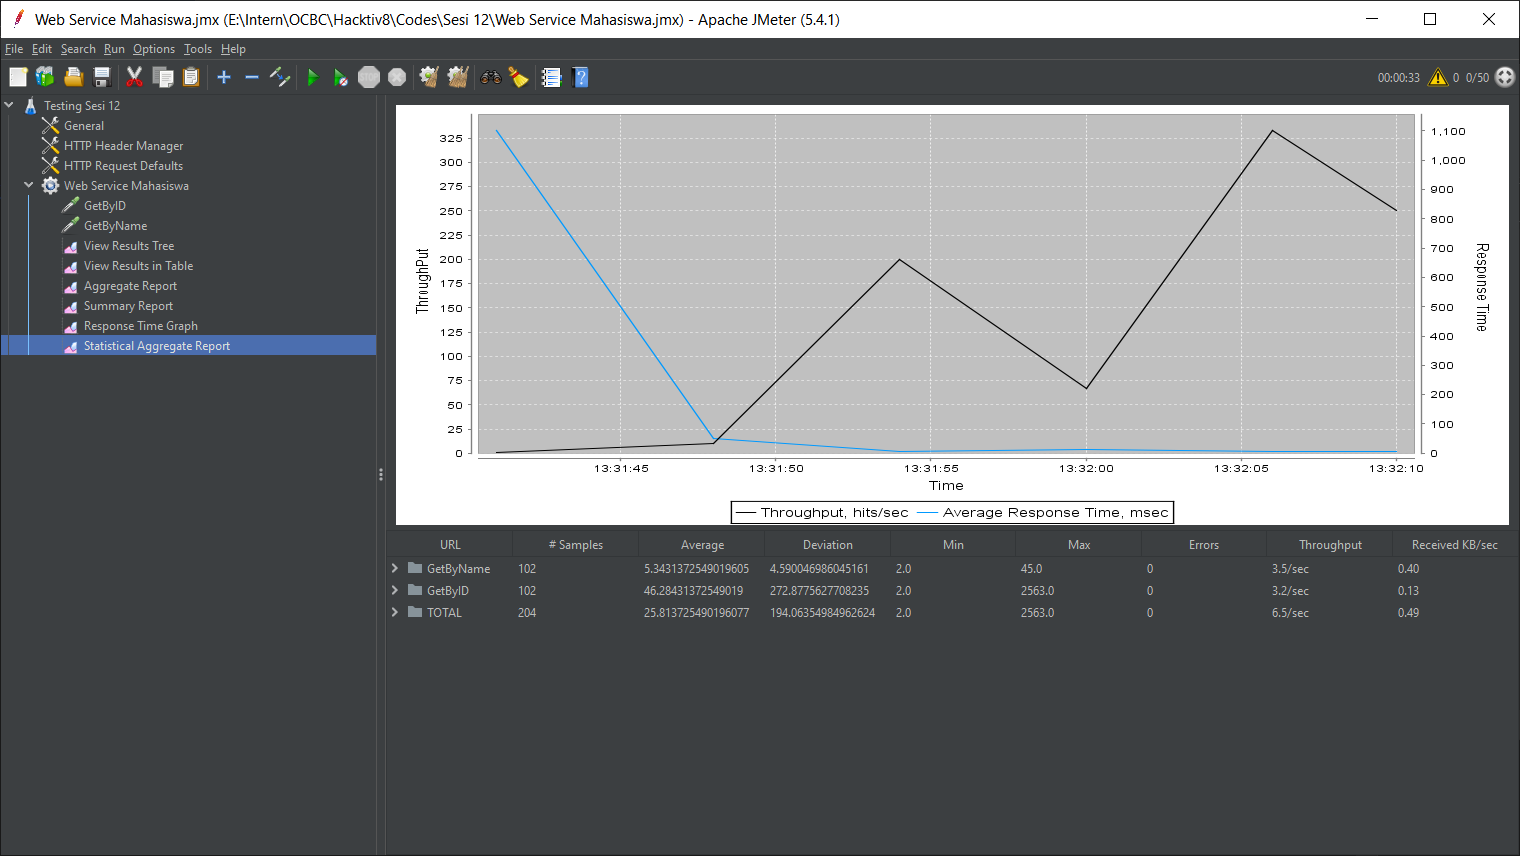 Web Service Mahasiswa.jmx (E:\Intern\OCBC\Hacktiv8\Codes\Sesi 12\Web Service Mahasiswa.jmx) - Apache JMeter (5.4.1)
File Edit Search Run Options Tools Help
STOP
00:00:33 0 0/50
Testing Sesi 12
General
HTTP Header Manager
HTTP Request Defaults
Web Service Mahasiswa
GetByID
GetByName
View Results Tree
View Results in Table
Aggregate Report
Summary Report
Response Time Graph
Statistical Aggregate Report
ThroughPut
325
300
275
250
225
200
175
150
125
100
75
50
25
0
1,100
1,000
900
800
700
600
500
400
300
200
100
0
Response Time
13:31:45 13:31:50 13:31:55 13:32:00 13:32:05 13:32:10
Time
Throughput, hits/sec Average Response Time, msec
URL # Samples Average Deviation Min Max Errors Throughput Received KB/sec
GetByName 102 5.3431372549019605 4.590046986045161 2.0 45.0 0 3.5/sec 0.40
GetByID 102 46.28431372549019 272.8775627708235 2.0 2563.0 0 3.2/sec 0.13
TOTAL 204 25.813725490196077 194.06354984962624 2.0 2563.0 0 6.5/sec 0.49